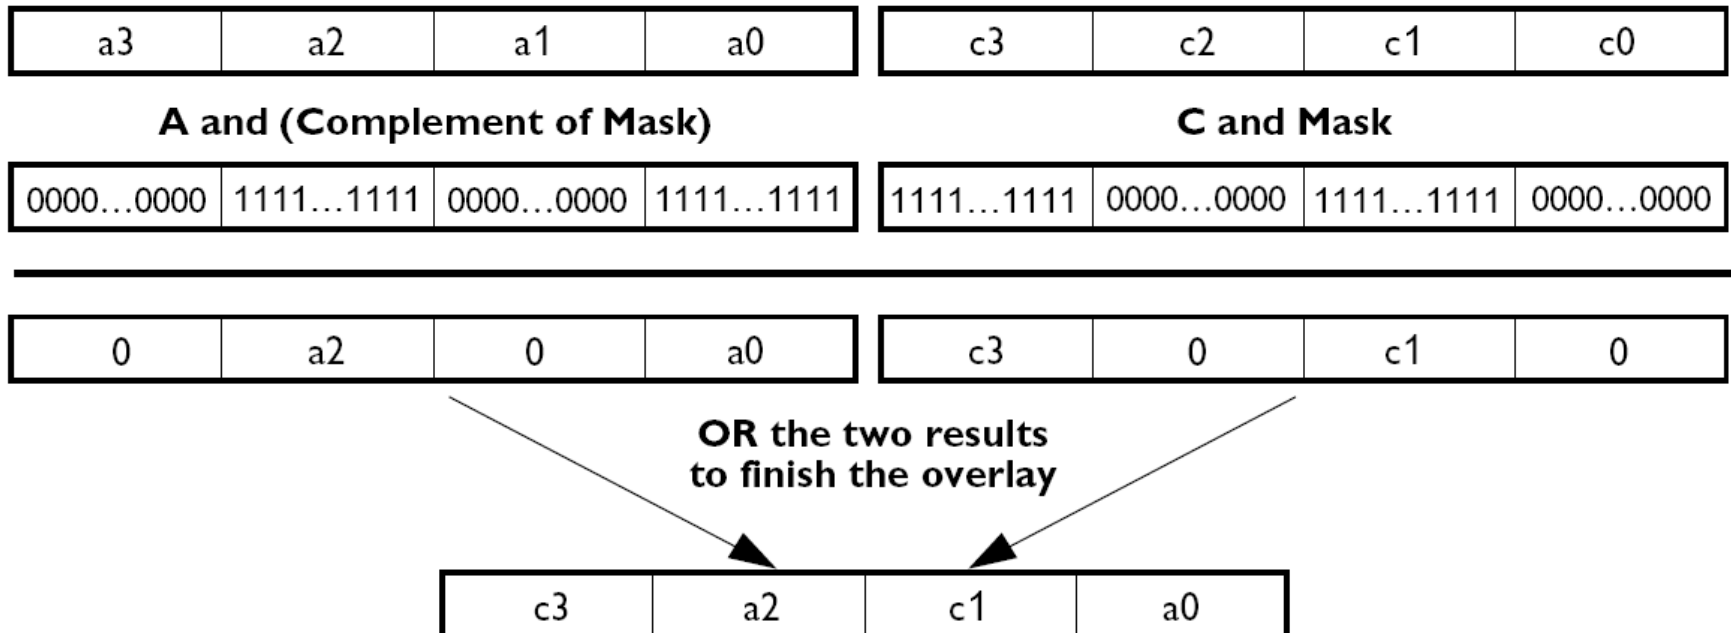 a3 a2 a1 a0 c3 c2 c1 c0
A and (Complement of Mask) C and Mask
0000...0000 1111...1111 0000...0000 1111...1111 1111...1111 0000...0000 1111...1111 0000...0000
0 a2 0 a0 c3 0 c1 0
OR the two results
to finish the overlay
c3 a2 c1 a0